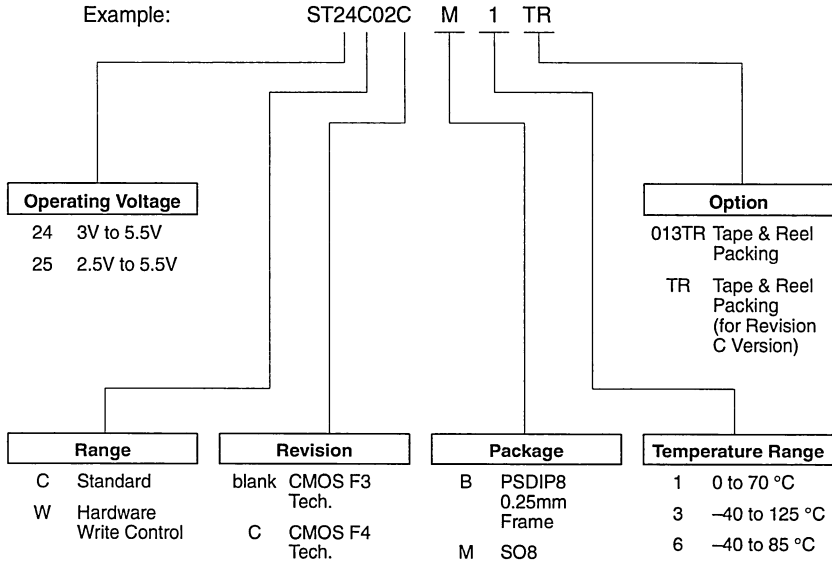 Example: ST24C02C M 1 TR
Operating Voltage
24 3V to 5.5V
25 2.5V to 5.5V
Option
013TR Tape & Reel
Packing
TR Tape & Reel
Packing
(for Revision
C Version)
Range
C Standard
W Hardware
Write Control
Revision
blank CMOS F3
Tech.
C CMOS F4
Tech.
Package
B PSDIP8
0.25mm
Frame
M SO8
Temperature Range
1 0 to 70 °C
3 –40 to 125 °C
6 –40 to 85 °C